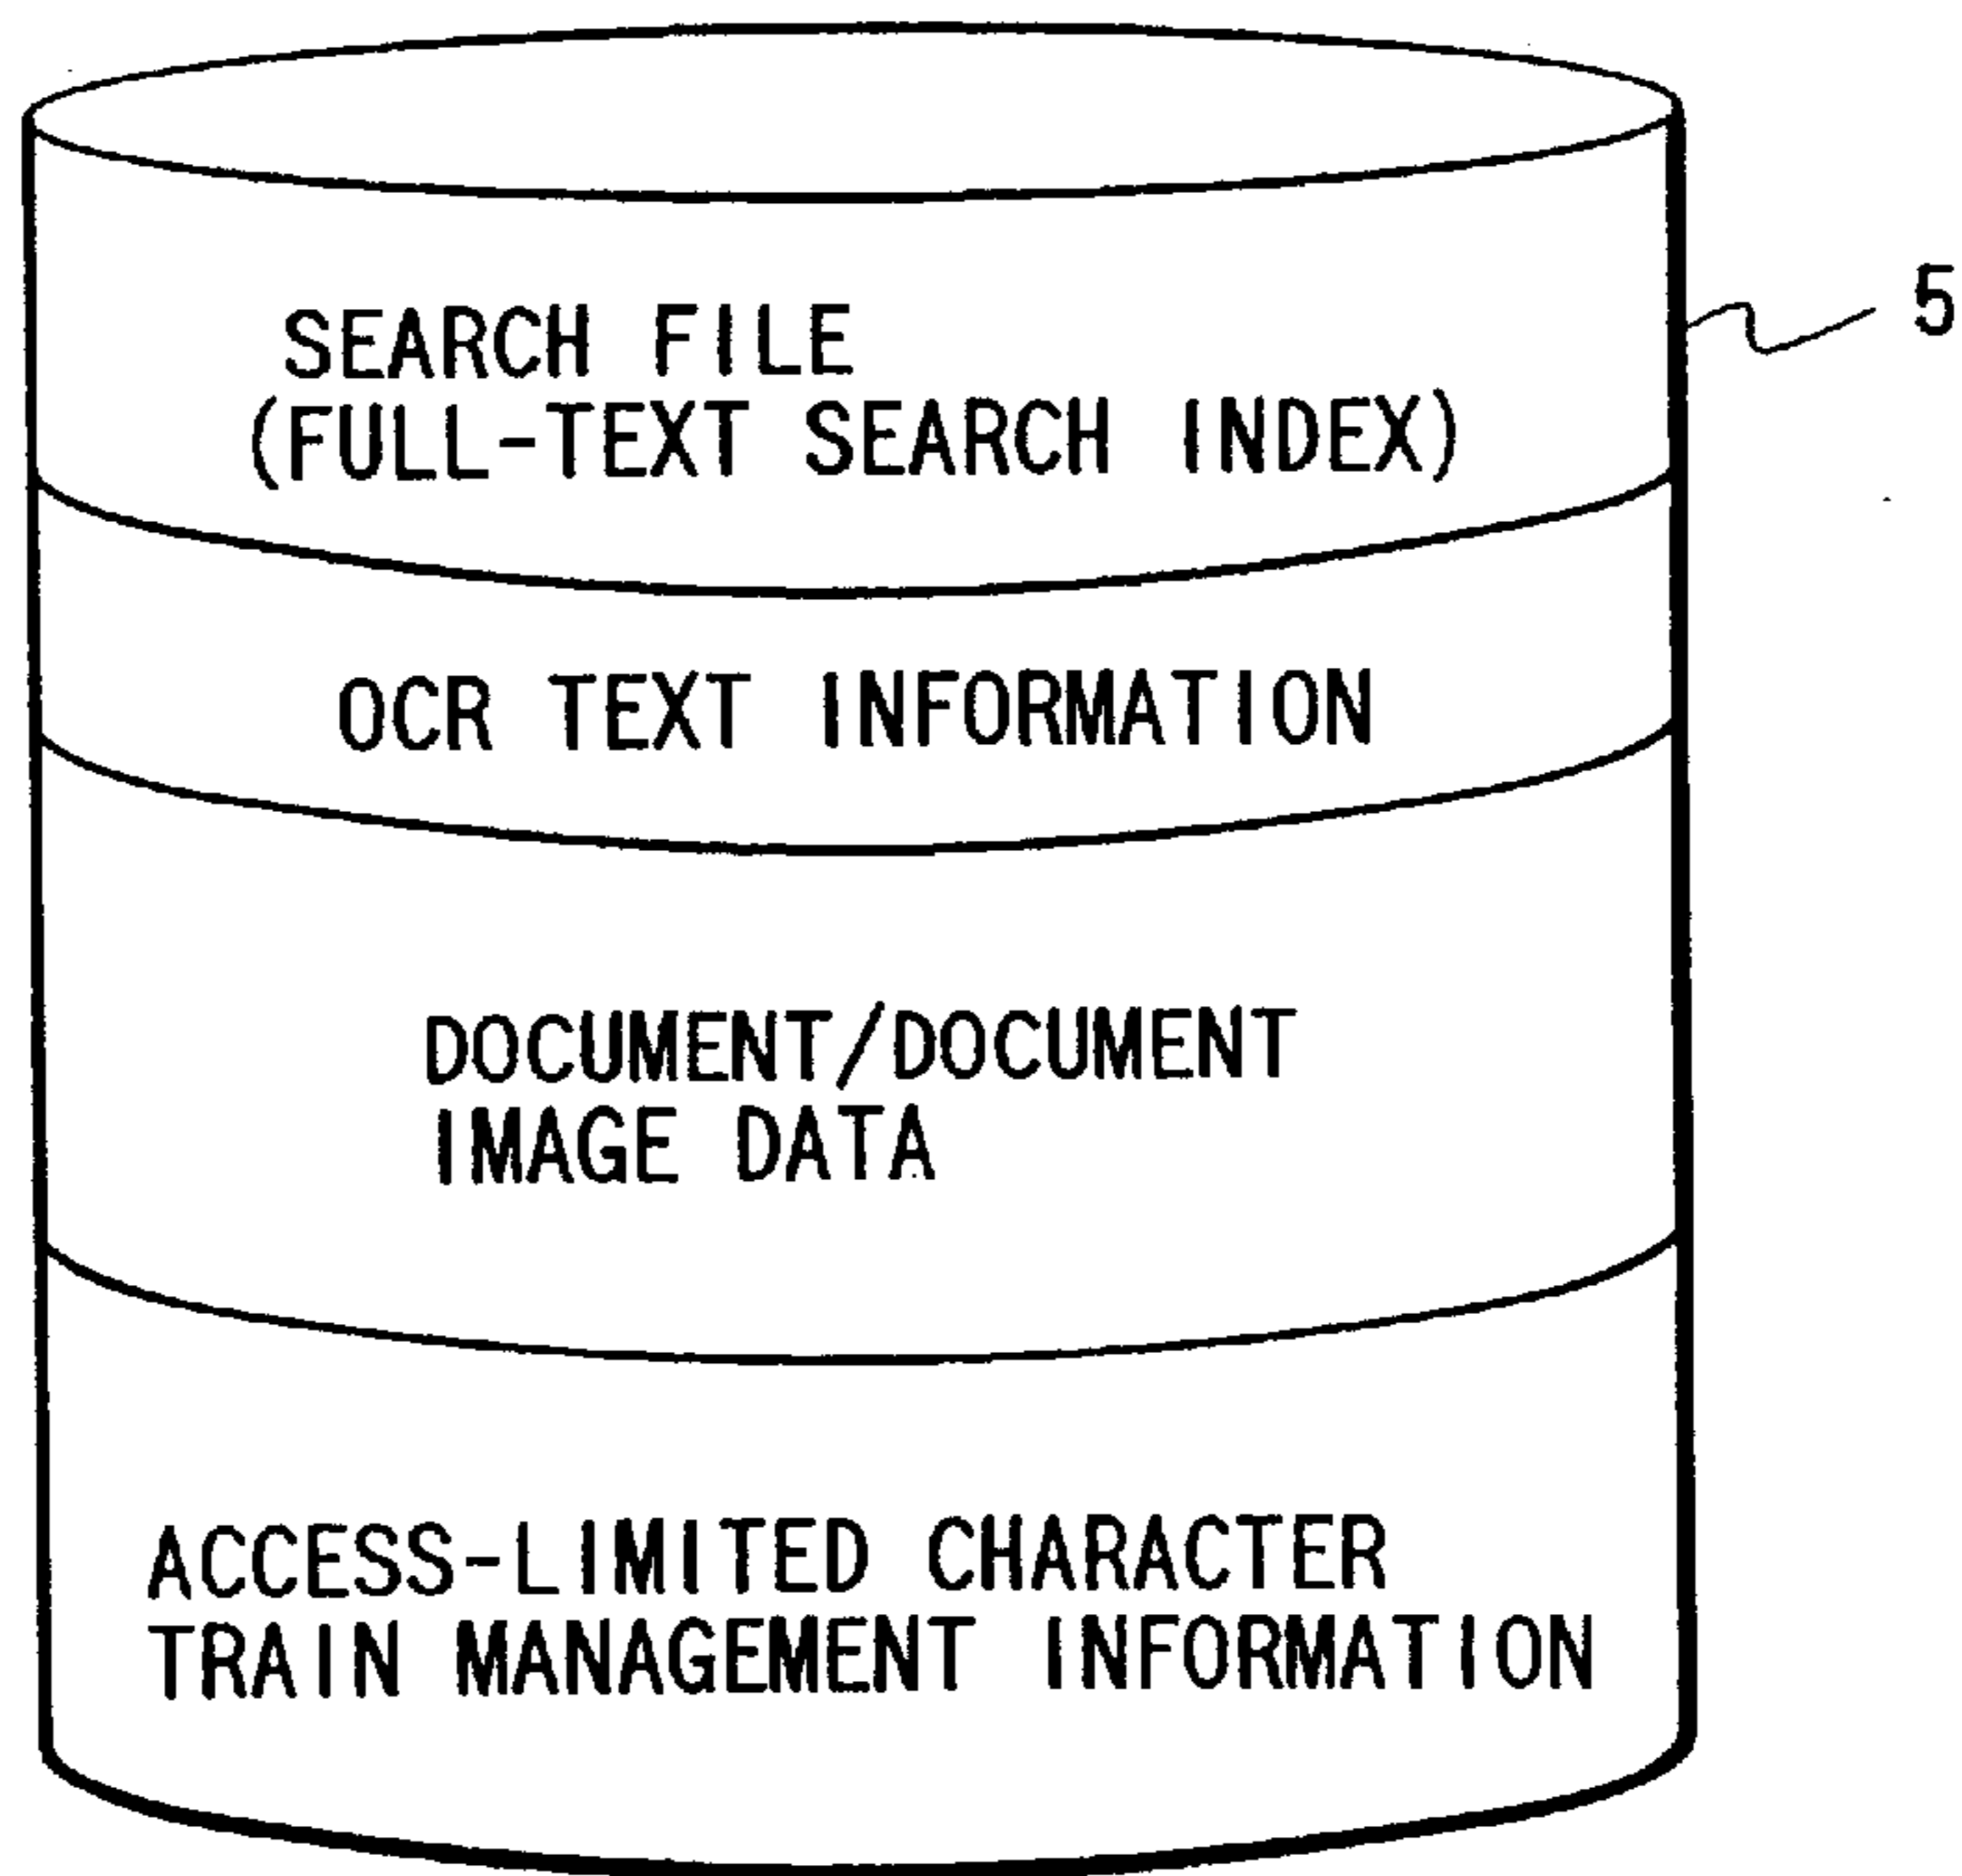 SEARCH FILE
(FULL-TEXT SEARCH INDEX)
5
OCR TEXT INFORMATION
DOCUMENT/DOCUMENT
IMAGE DATA
ACCESS-LIMITED CHARACTER
TRAIN MANAGEMENT INFORMATION